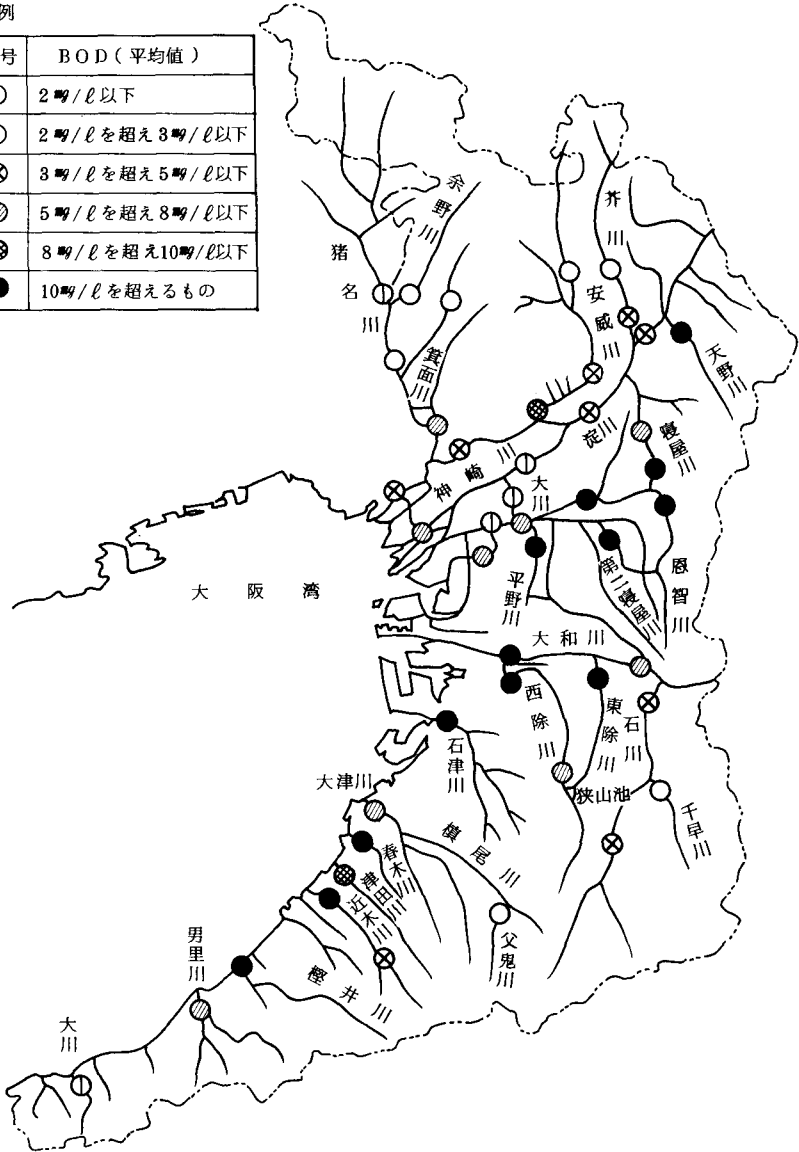 例
号 BOD(平均値)
2㎎/ℓ以下
2㎎/ℓを超え3㎎/ℓ以下
3㎎/ℓを超え5㎎/ℓ以下
5㎎/ℓを超え8㎎/ℓ以下
8㎎/ℓを超え10㎎/ℓ以下
10㎎/ℓを超えるもの
余野川
芥川
猪名川
安威川
箕面川
天野川
淀川
寝屋川
神崎川
大川
大阪湾
平野川
第二寝屋川
恩智川
大和川
西除川
東除川
石川
石津川
大津川
狭山池
千早川
槙尾川
春木川
津田川
近木川
父鬼川
男里川
樫井川
大川